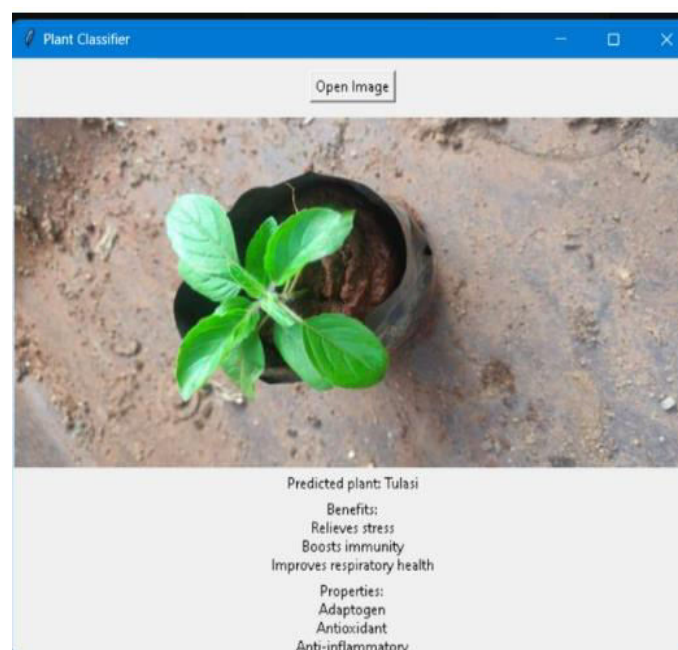 Plant Classifier
Open Image
Predicted plant: Tulasi
Benefits:
Relieves stress
Boosts immunity
Improves respiratory health
Properties:
Adaptogen
Antioxidant
Anti-inflammatory